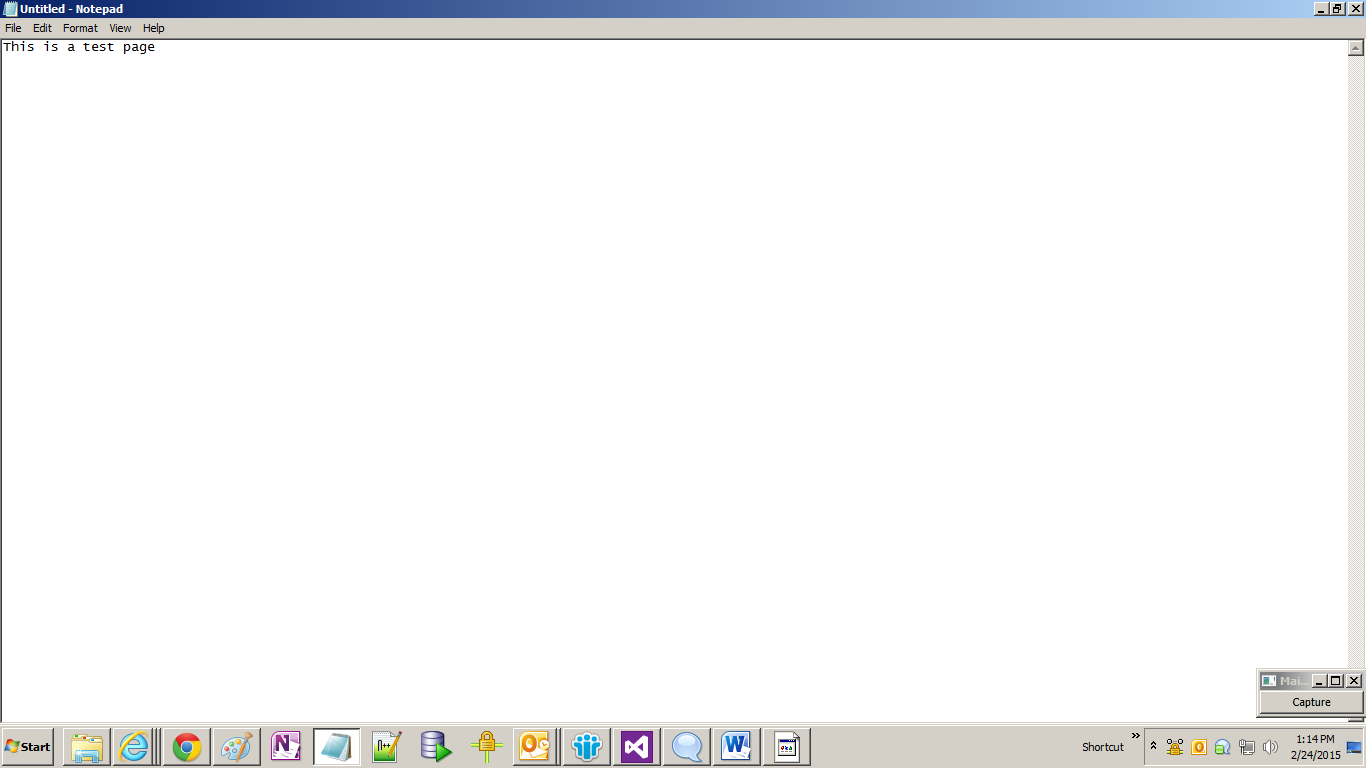 Untitled - Notepad
File Edit Format View Help
This is a test page
Mai...
Capture
Start
Shortcut
1:14 PM
2/24/2015